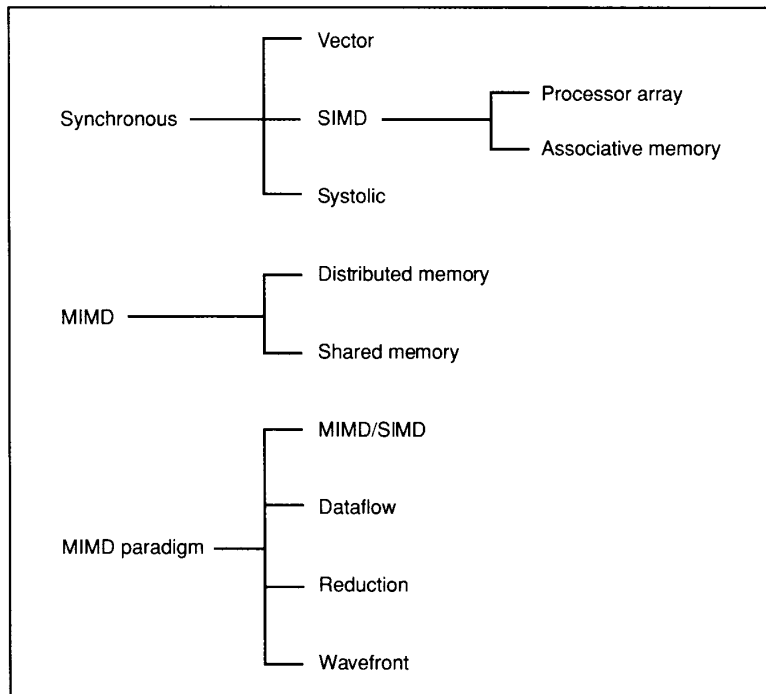 Vector
Processor array
Synchronous
SIMD
Associative memory
Systolic
Distributed memory
MIMD
Shared memory
MIMD/SIMD
Dataflow
MIMD paradigm
Reduction
Wavefront